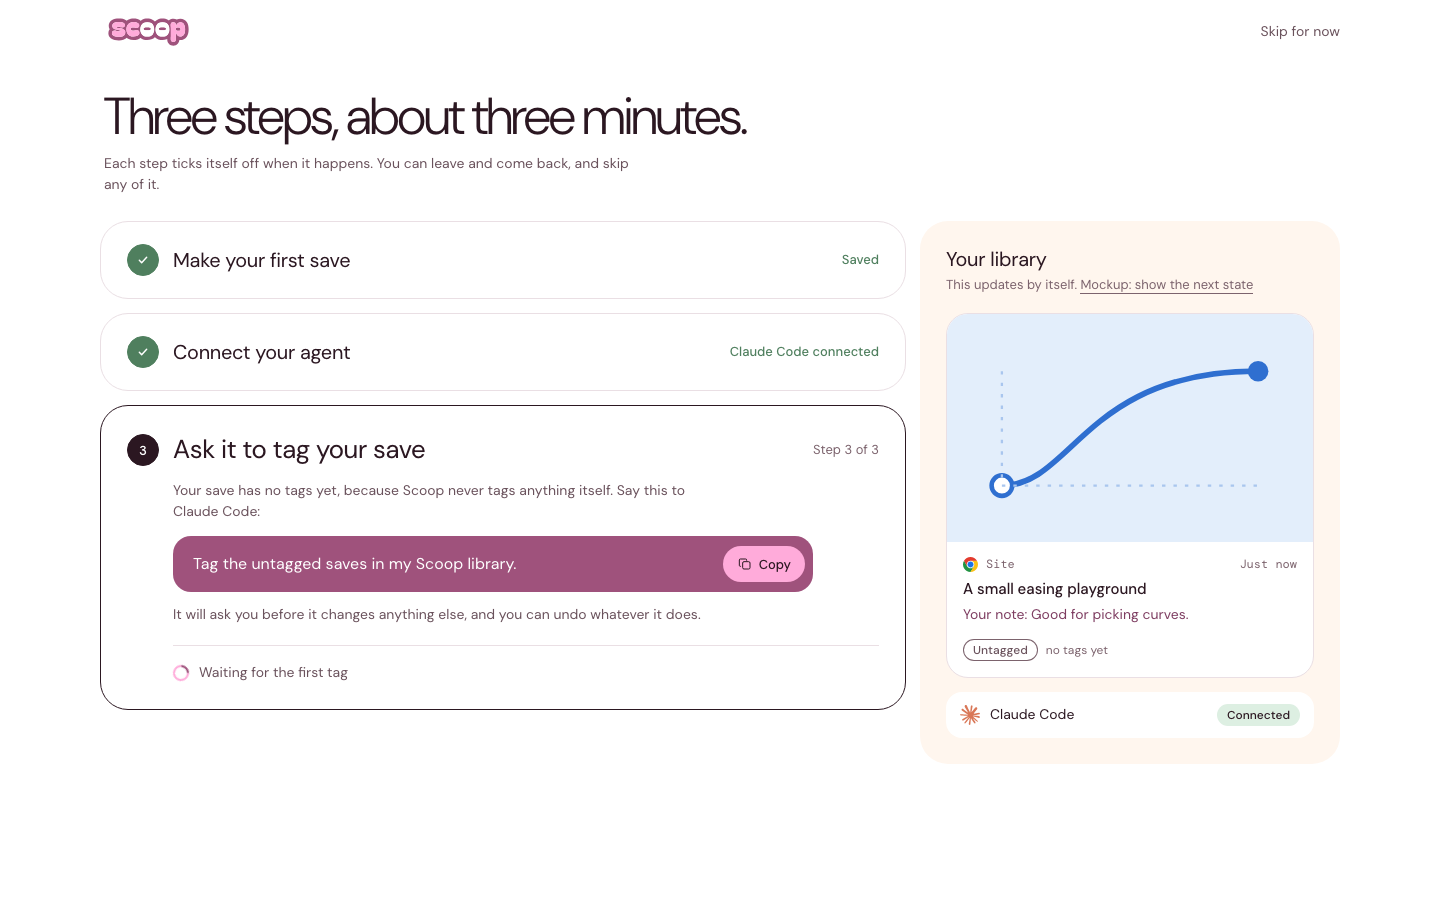 scoop
Skip for now
Three steps, about three minutes.
Each step ticks itself off when it happens. You can leave and come back, and skip
any of it.
Make your first save
Saved
Connect your agent
Claude Code connected
3
Ask it to tag your save
Step 3 of 3
Your save has no tags yet, because Scoop never tags anything itself. Say this to
Claude Code:
Tag the untagged saves in my Scoop library.
Copy
It will ask you before it changes anything else, and you can undo whatever it does.
Waiting for the first tag
Your library
This updates by itself. Mockup: show the next state
Site
Just now
A small easing playground
Your note: Good for picking curves.
Untagged
no tags yet
Claude Code
Connected